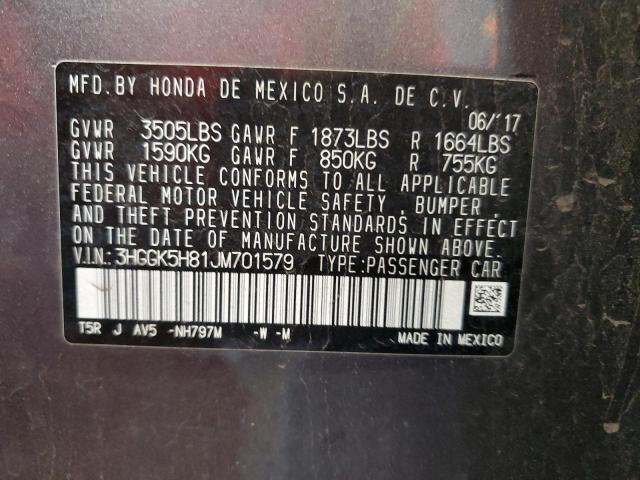 MFD. BY HONDA DE MEXICO S.A. DE C.V.
06/17
GVWR 3505LBS GAWR F 1873LBS R 1664LBS
GVWR 1590KG GAWR F 850KG R 755KG
THIS VEHICLE CONFORMS TO ALL APPLICABLE
FEDERAL MOTOR VEHICLE SAFETY, BUMPER,
AND THEFT PREVENTION STANDARDS IN EFFECT
ON THE DATE OF MANUFACTURE SHOWN ABOVE.
V.I.N.: 3HGGK5H81JM701579 TYPE:PASSENGER CAR
T5R J AV5 -NH797M -W -M
MADE IN MEXICO